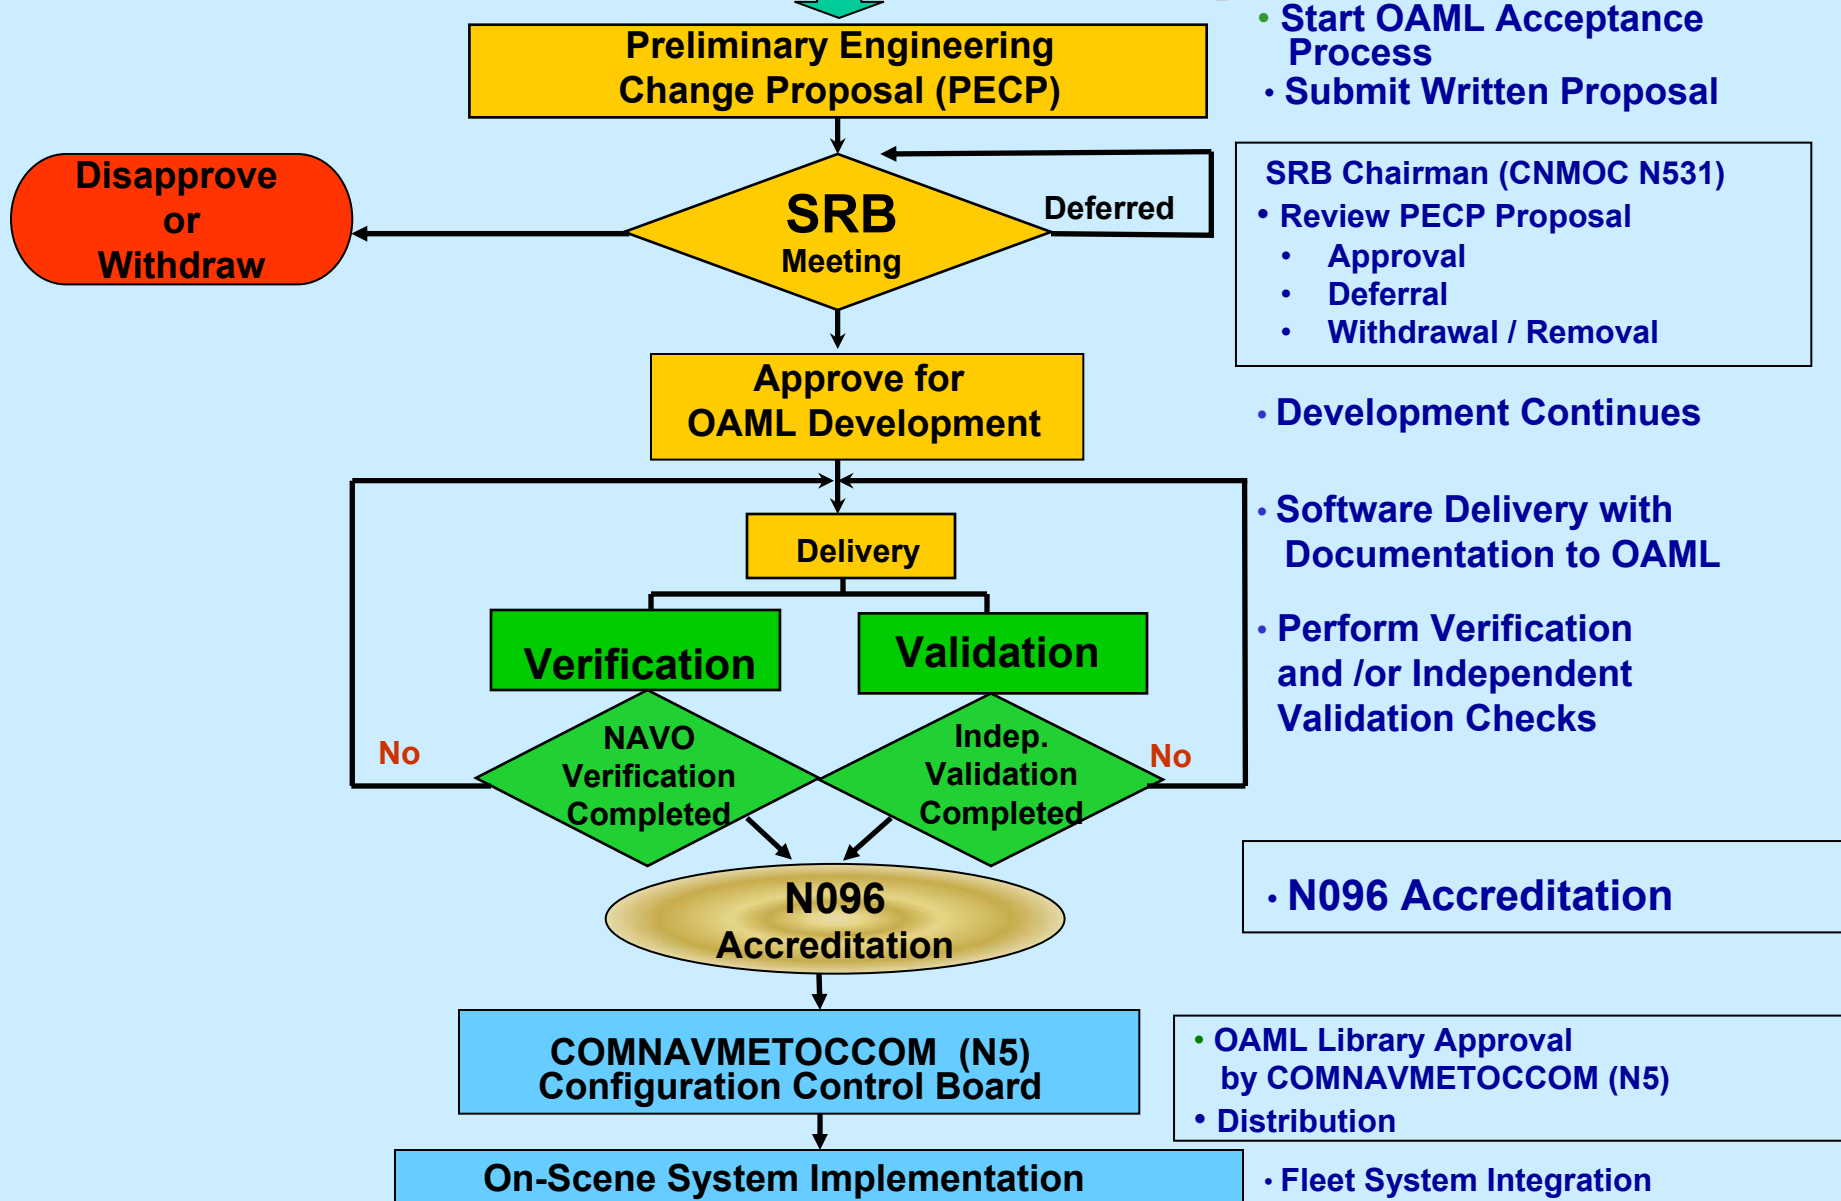 Preliminary Engineering
Change Proposal (PECP)
• Start OAML Acceptance
Process
• Submit Written Proposal
Disapprove
or
Withdraw
SRB
Meeting
Deferred
SRB Chairman (CNMOC N531)
• Review PECP Proposal
• Approval
• Deferral
• Withdrawal / Removal
Approve for
OAML Development
• Development Continues
Delivery
• Software Delivery with
Documentation to OAML
Verification
Validation
• Perform Verification
and /or Independent
Validation Checks
No
NAVO
Verification
Completed
Indep.
Validation
Completed
No
N096
Accreditation
• N096 Accreditation
COMNAVMETOCCOM (N5)
Configuration Control Board
• OAML Library Approval
by COMNAVMETOCCOM (N5)
• Distribution
On-Scene System Implementation
• Fleet System Integration